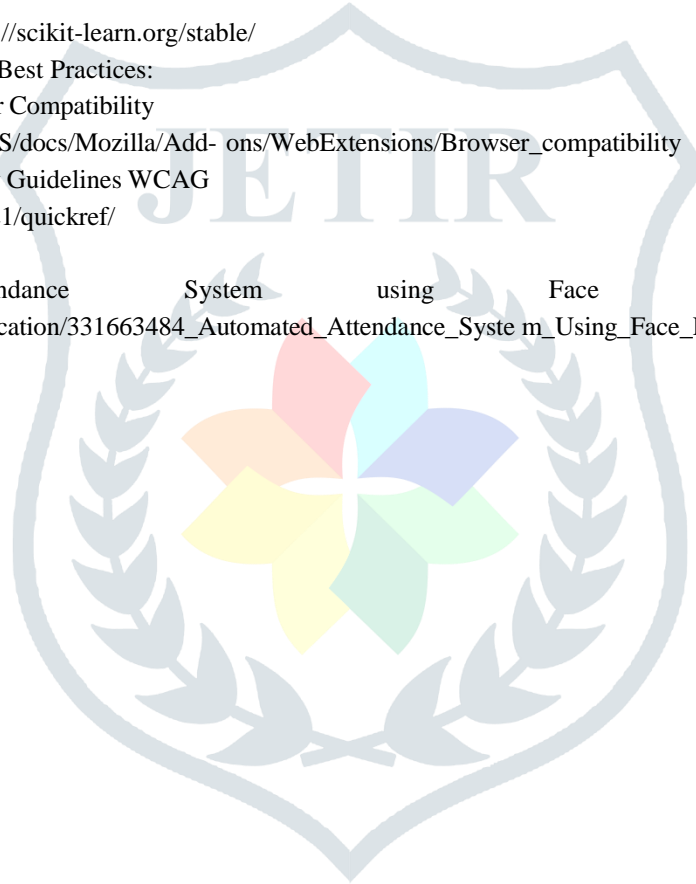 ://scikit-learn.org/stable/
Best Practices:
r Compatibility
S/docs/Mozilla/Add- ons/WebExtensions/Browser_compatibility
Guidelines WCAG
1/quickref/
JETIR
ndance System using Face
cation/331663484_Automated_Attendance_Syste m_Using_Face_